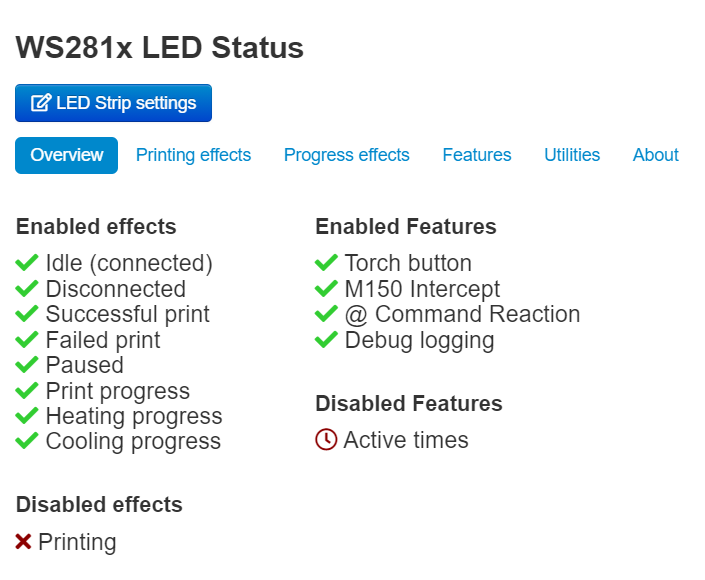 WS281x LED Status
LED Strip settings
Overview Printing effects Progress effects Features Utilities About
Enabled effects
Idle (connected)
Disconnected
Successful print
Failed print
Paused
Print progress
Heating progress
Cooling progress
Disabled effects
Printing
Enabled Features
Torch button
M150 Intercept
@ Command Reaction
Debug logging
Disabled Features
Active times